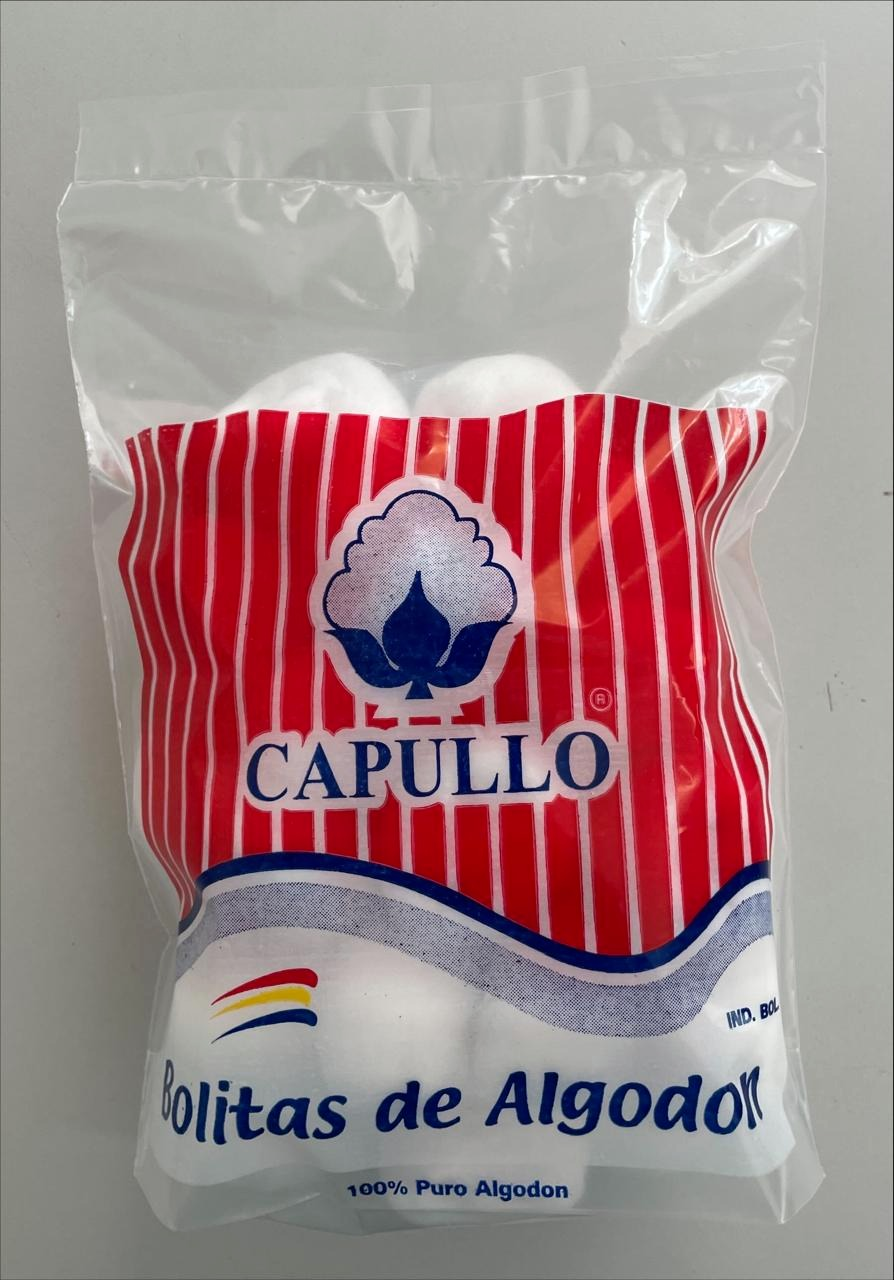 ®
CAPULLO
IND. BOL.
Bolitas de Algodon
100% Puro Algodon